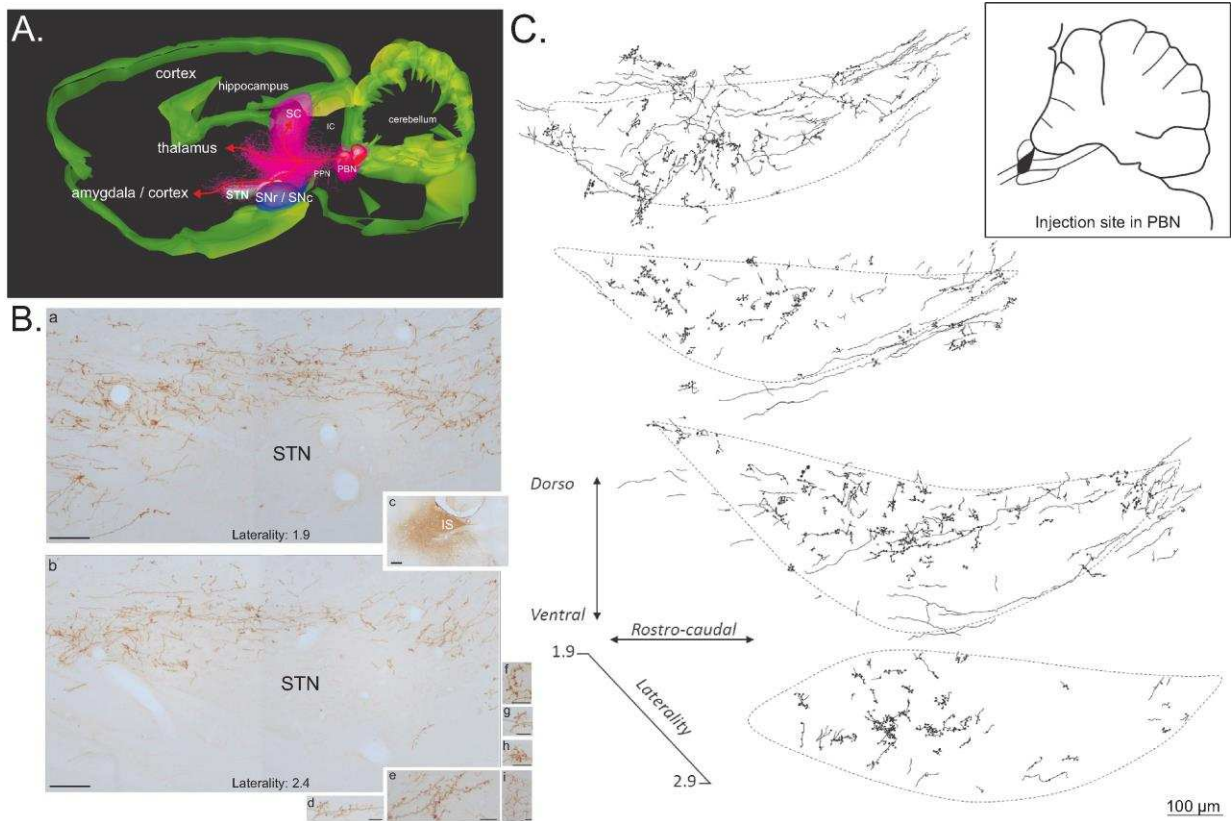 A.
cortex
hippocampus
SC
IC
cerebellum
thalamus
PPN
PBN
amygdala / cortex
STN
SNr / SNc
B.
a
STN
Laterality: 1.9
c
IS
b
STN
Laterality: 2.4
d
e
f
g
h
i
C.
Injection site in PBN
Dorso
Ventral
Rostro-caudal
1.9
Laterality
2.9
100 µm